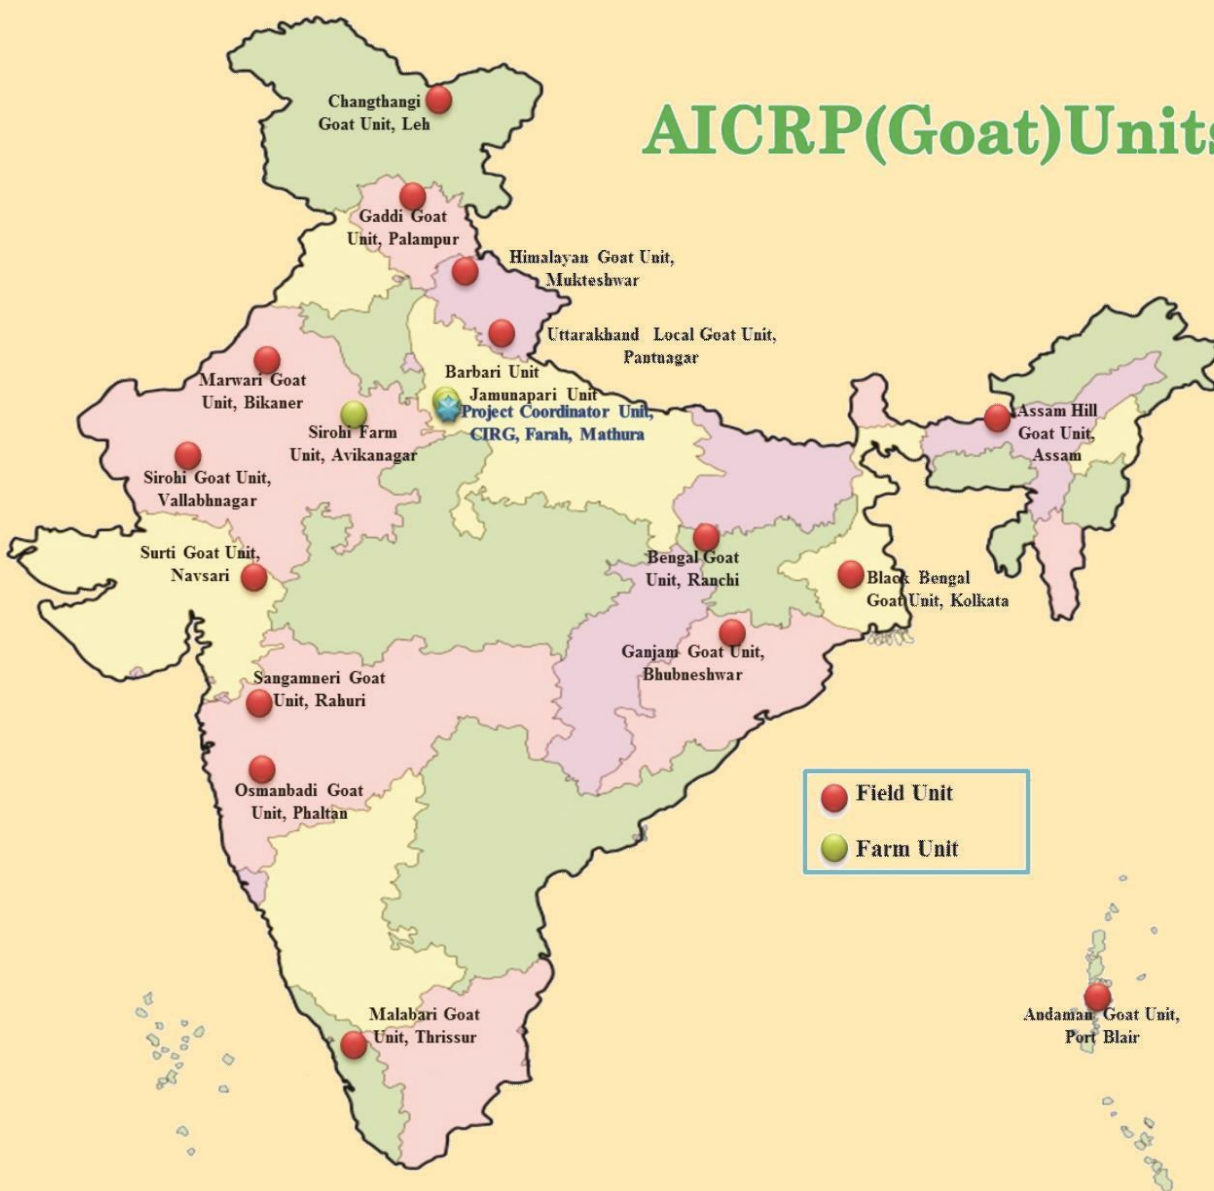 AICRP(Goat)Units
Changthangi
Goat Unit, Leh
Gaddi Goat
Unit, Palampur
Himalayan Goat Unit,
Mukteshwar
Uttarakhand Local Goat Unit,
Pantnagar
Barbari Unit
Jamunapari Unit
Project Coordinator Unit,
CIRG, Farah, Mathura
Marwari Goat
Unit, Bikaner
Sirohi Farm
Unit, Avikanagar
Assam Hill
Goat Unit,
Assam
Sirohi Goat Unit,
Vallabhnagar
Surti Goat Unit,
Navsari
Bengal Goat
Unit, Ranchi
Black Bengal
Goat Unit, Kolkata
Ganjam Goat Unit,
Bhubneshwar
Sangamneri Goat
Unit, Rahuri
Osmanbadi Goat
Unit, Phaltan
Field Unit
Farm Unit
Malabari Goat
Unit, Thrissur
Andaman Goat Unit,
Port Blair